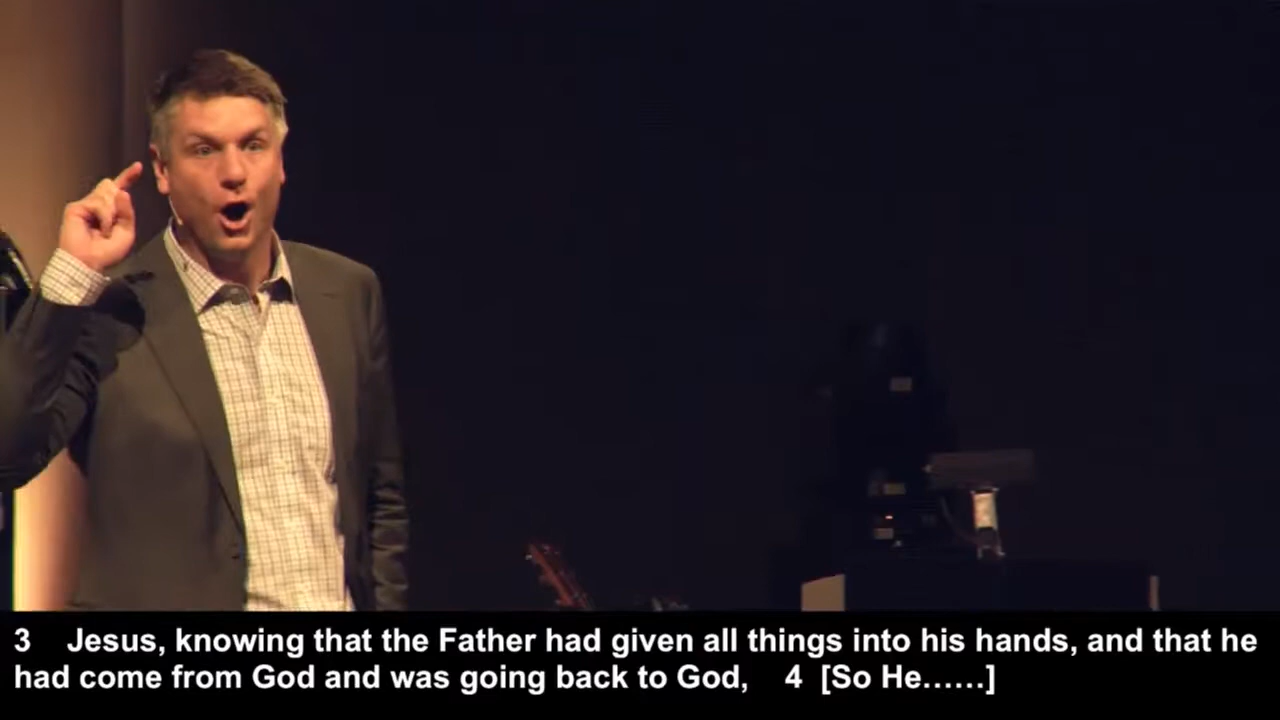 3 Jesus, knowing that the Father had given all things into his hands, and that he
had come from God and was going back to God, 4 [So He......]